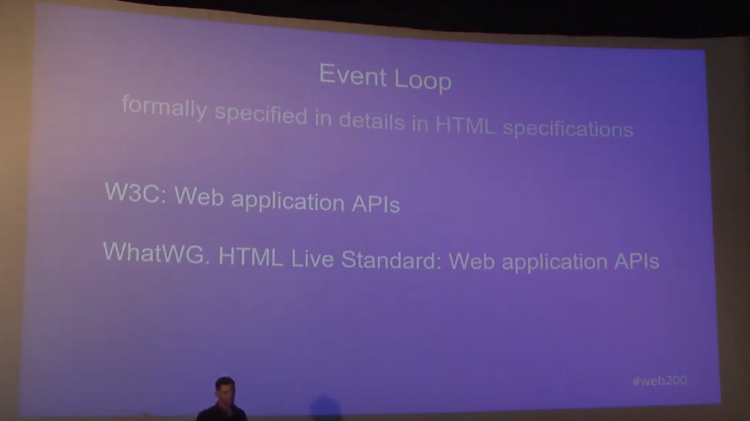 Event Loop
formally specified in details in HTML specifications
W3C: Web application APIs
WhatWG. HTML Live Standard: Web application APIs
#web200